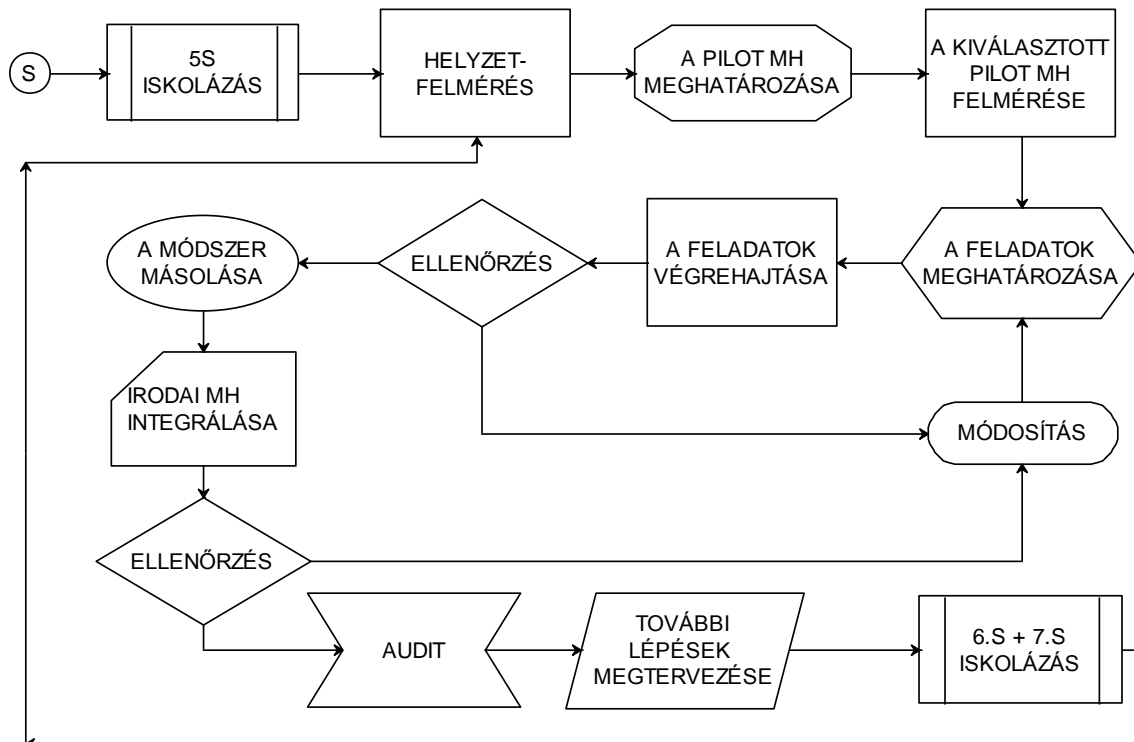 S
5S
ISKOLÁZÁS
HELYZET-
FELMÉRÉS
A PILOT MH
MEGHATÁROZÁSA
A KIVÁLASZTOTT
PILOT MH
FELMÉRÉSE
A MÓDSZER
MÁSOLÁSA
ELLENŐRZÉS
A FELADATOK
VÉGREHAJTÁSA
A FELADATOK
MEGHATÁROZÁSA
IRODAI MH
INTEGRÁLÁSA
MÓDOSÍTÁS
ELLENŐRZÉS
AUDIT
TOVÁBBI
LÉPÉSEK
MEGTERVEZÉSE
6.S + 7.S
ISKOLÁZÁS